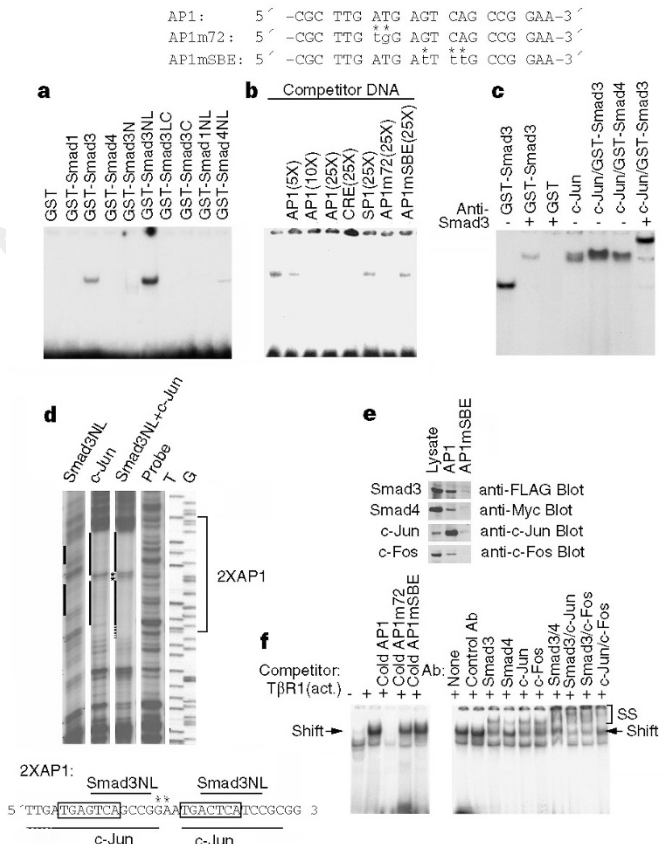 AP1: 5´ -CGC TTG ATG AGT CAG CCG GAA-3´
**
AP1m72: 5´ -CGC TTG tgG AGT CAG CCG GAA-3´
* **
AP1mSBE: 5´ -CGC TTG ATG AtT ttG CCG GAA-3´
a
GST
GST-Smad1
GST-Smad3
GST-Smad4
GST-Smad3N
GST-Smad3NL
GST-Smad3LC
GST-Smad3C
GST-Smad1NL
GST-Smad4NL
b
Competitor DNA
-
AP1(5X)
AP1(10X)
AP1(25X)
CRE(25X)
SP1(25X)
AP1m72(25X)
AP1mSBE(25X)
c
GST-Smad3
GST-Smad3
GST
c-Jun
c-Jun/GST-Smad3
c-Jun/GST-Smad4
c-Jun/GST-Smad3
Anti-
Smad3 - + + - - - +
d
Smad3NL
c-Jun
Smad3NL+c-Jun
Probe
T
G
2XAP1
e
Lysate
AP1
AP1mSBE
Smad3 anti-FLAG Blot
Smad4 anti-Myc Blot
c-Jun anti-c-Jun Blot
c-Fos anti-c-Fos Blot
f
Competitor:
Cold AP1
Cold AP1m72
Cold AP1mSBE
TβR1(act.) - + + + +
Shift
Ab:
None
Control Ab
Smad3
Smad4
c-Jun
c-Fos
Smad3/4
Smad3/c-Jun
Smad3/c-Fos
c-Jun/c-Fos
+ + + + + + + + + +
SS
Shift
2XAP1:
Smad3NL Smad3NL
**
5´TTGATGAGTCAGCCGGAATGACTCATCCGCGG 3
c-Jun c-Jun